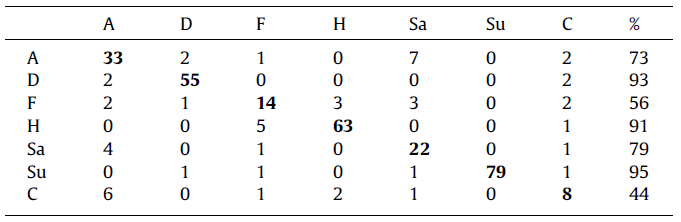 A D F H Sa Su C %
A 33 2 1 0 7 0 2 73
D 2 55 0 0 0 0 2 93
F 2 1 14 3 3 0 2 56
H 0 0 5 63 0 0 1 91
Sa 4 0 1 0 22 0 1 79
Su 0 1 1 0 1 79 1 95
C 6 0 1 2 1 0 8 44